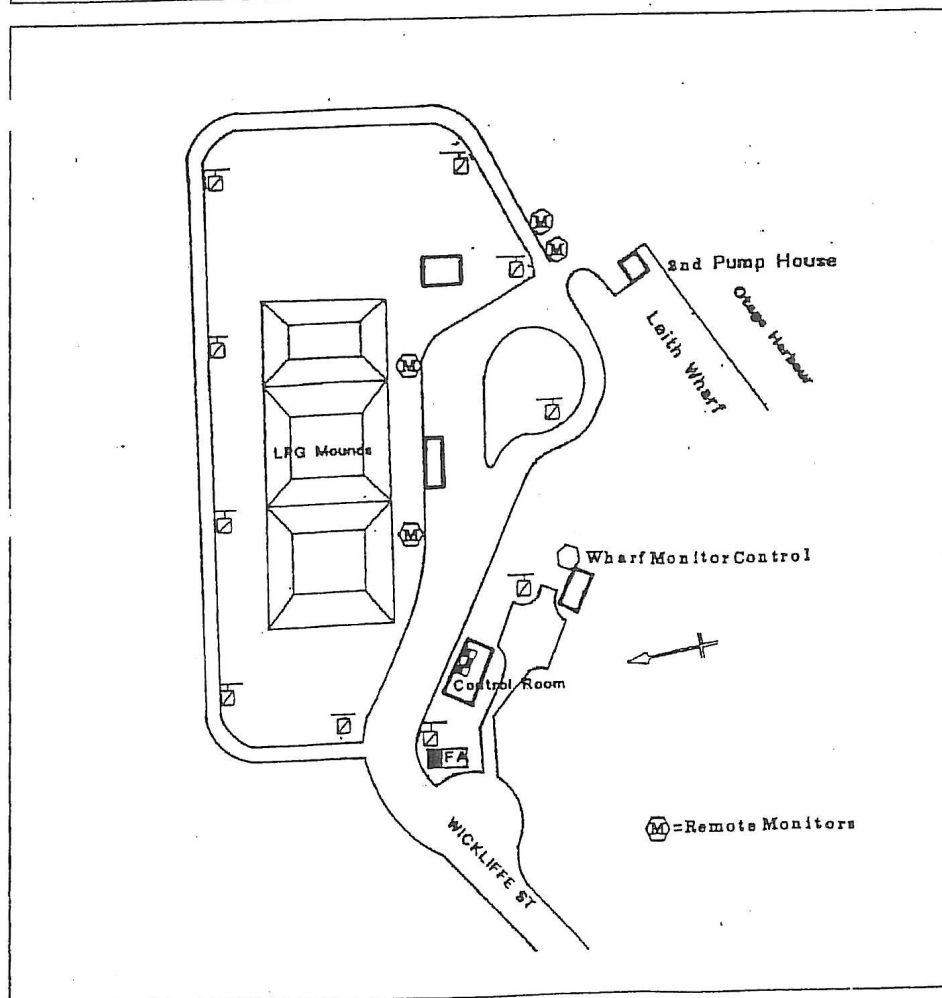 M
M
2nd Pump House
Otago Harbour
Leith Wharf
M
LPG Mounds
M
Wharf Monitor Control
Control Room
FA
M =Remote Monitors
WICKLIFFE ST